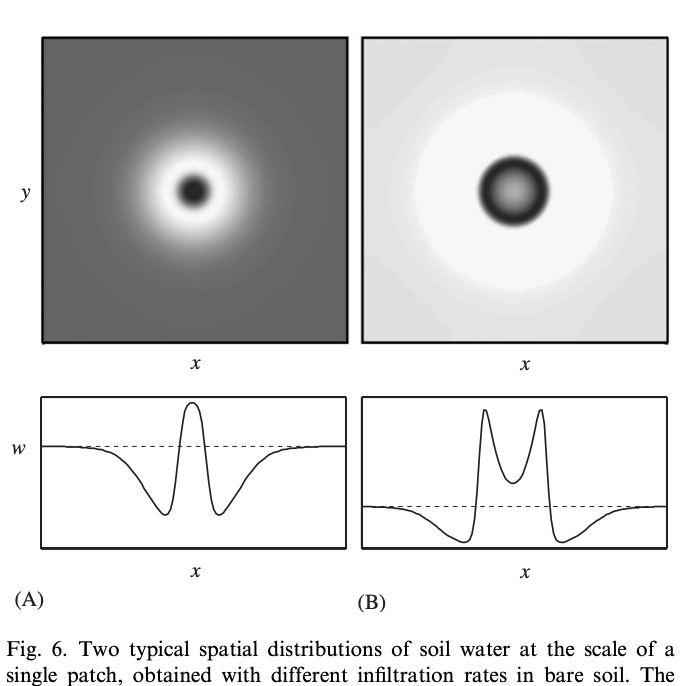 y
x
x
w
x
x
(A)
(B)
Fig. 6. Two typical spatial distributions of soil water at the scale of a
single patch, obtained with different infiltration rates in bare soil. The